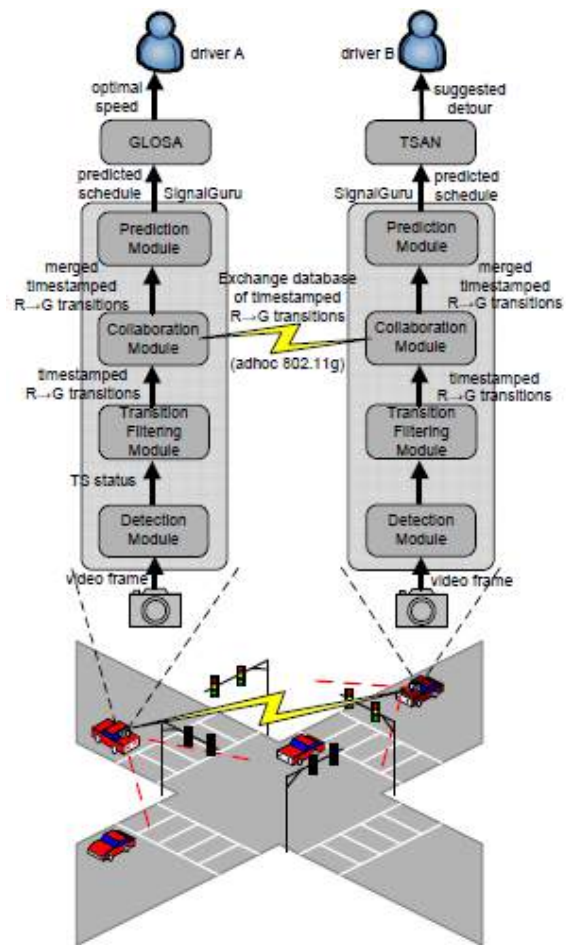 driver A
driver B
optimal
speed
suggested
detour
GLOSA
TSAN
predicted
schedule
SignalGuru
SignalGuru
predicted
schedule
Prediction
Module
Prediction
Module
merged
timestamped
R→G transitions
Exchange database
of timestamped
R→G transitions
merged
timestamped
R→G transitions
Collaboration
Module
Collaboration
Module
(adhoc 802.11g)
timestamped
R→G transitions
timestamped
R→G transitions
Transition
Filtering
Module
Transition
Filtering
Module
TS status
Detection
Module
Detection
Module
video frame
video frame